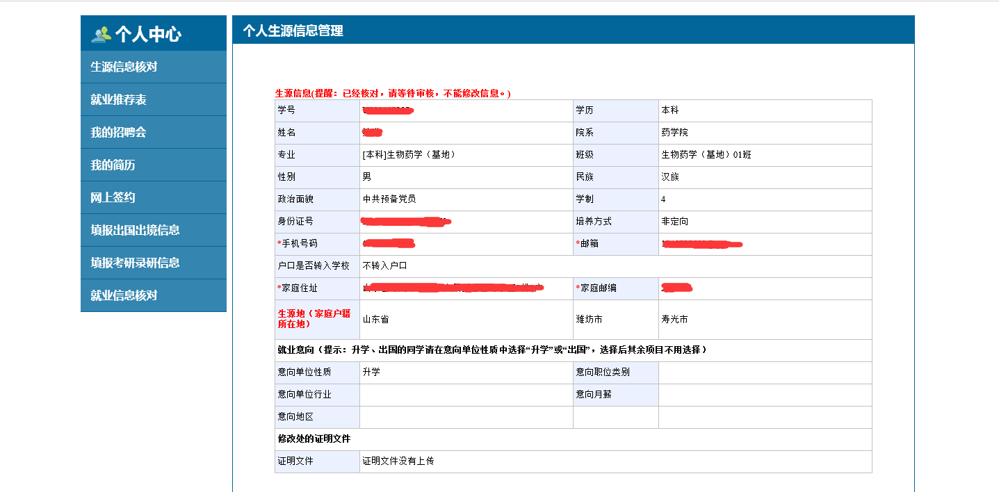 个人中心
生源信息核对
就业推荐表
我的招聘会
我的简历
网上签约
填报出国出境信息
填报考研录研信息
就业信息核对
个人生源信息管理
生源信息(提醒：已经核对，请等待审核，不能修改信息。)
学号 学历 本科
姓名 院系 药学院
专业 [本科]生物药学（基地） 班级 生物药学（基地）01班
性别 男 民族 汉族
政治面貌 中共预备党员 学制 4
身份证号 培养方式 非定向
*手机号码 *邮箱
户口是否转入学校 不转入户口
*家庭住址 *家庭邮编
生源地（家庭户籍
所在地） 山东省 潍坊市 寿光市
就业意向（提示：升学、出国的同学请在意向单位性质中选择“升学”或“出国”，选择后其余项目不用选择）
意向单位性质 升学 意向职位类别
意向单位行业 意向月薪
意向地区
修改处的证明文件
证明文件 证明文件没有上传